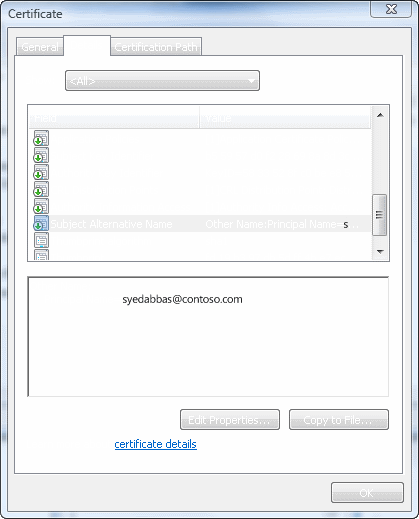 Certificate
General
Certification Path
<All>
Field Value
Subject Alternative Name Other Name:Principal Name=s...
syedabbas@contoso.com
Edit Properties...
Copy to File...
certificate details
OK